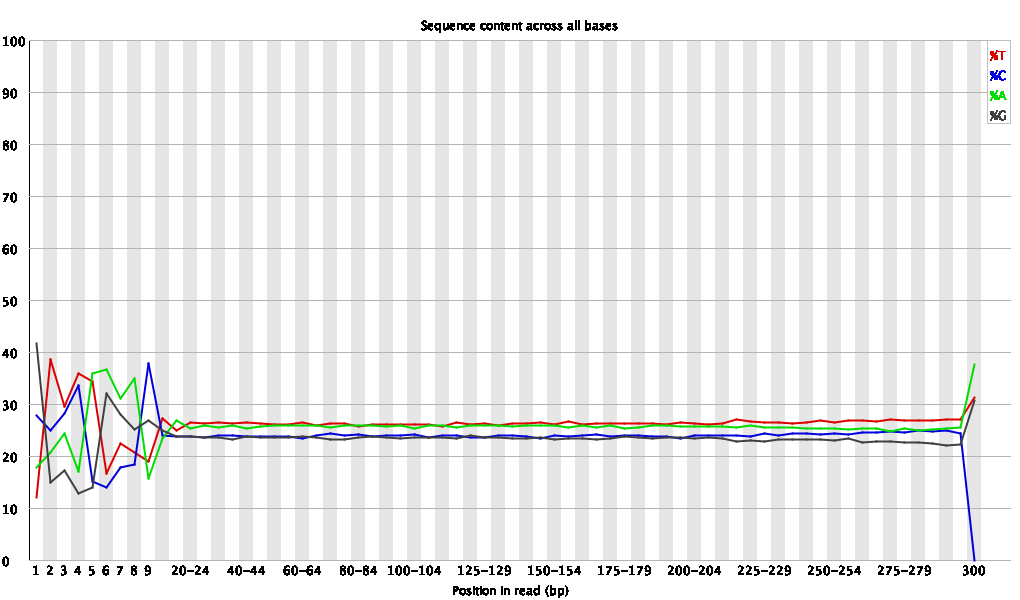 Sequence content across all bases
100
90
80
70
60
50
40
30
20
10
0
%T
%C
%A
%G
1 2 3 4 5 6 7 8 9 20-24 40-44 60-64 80-84 100-104 125-129 150-154 175-179 200-204 225-229 250-254 275-279 300
Position in read (bp)